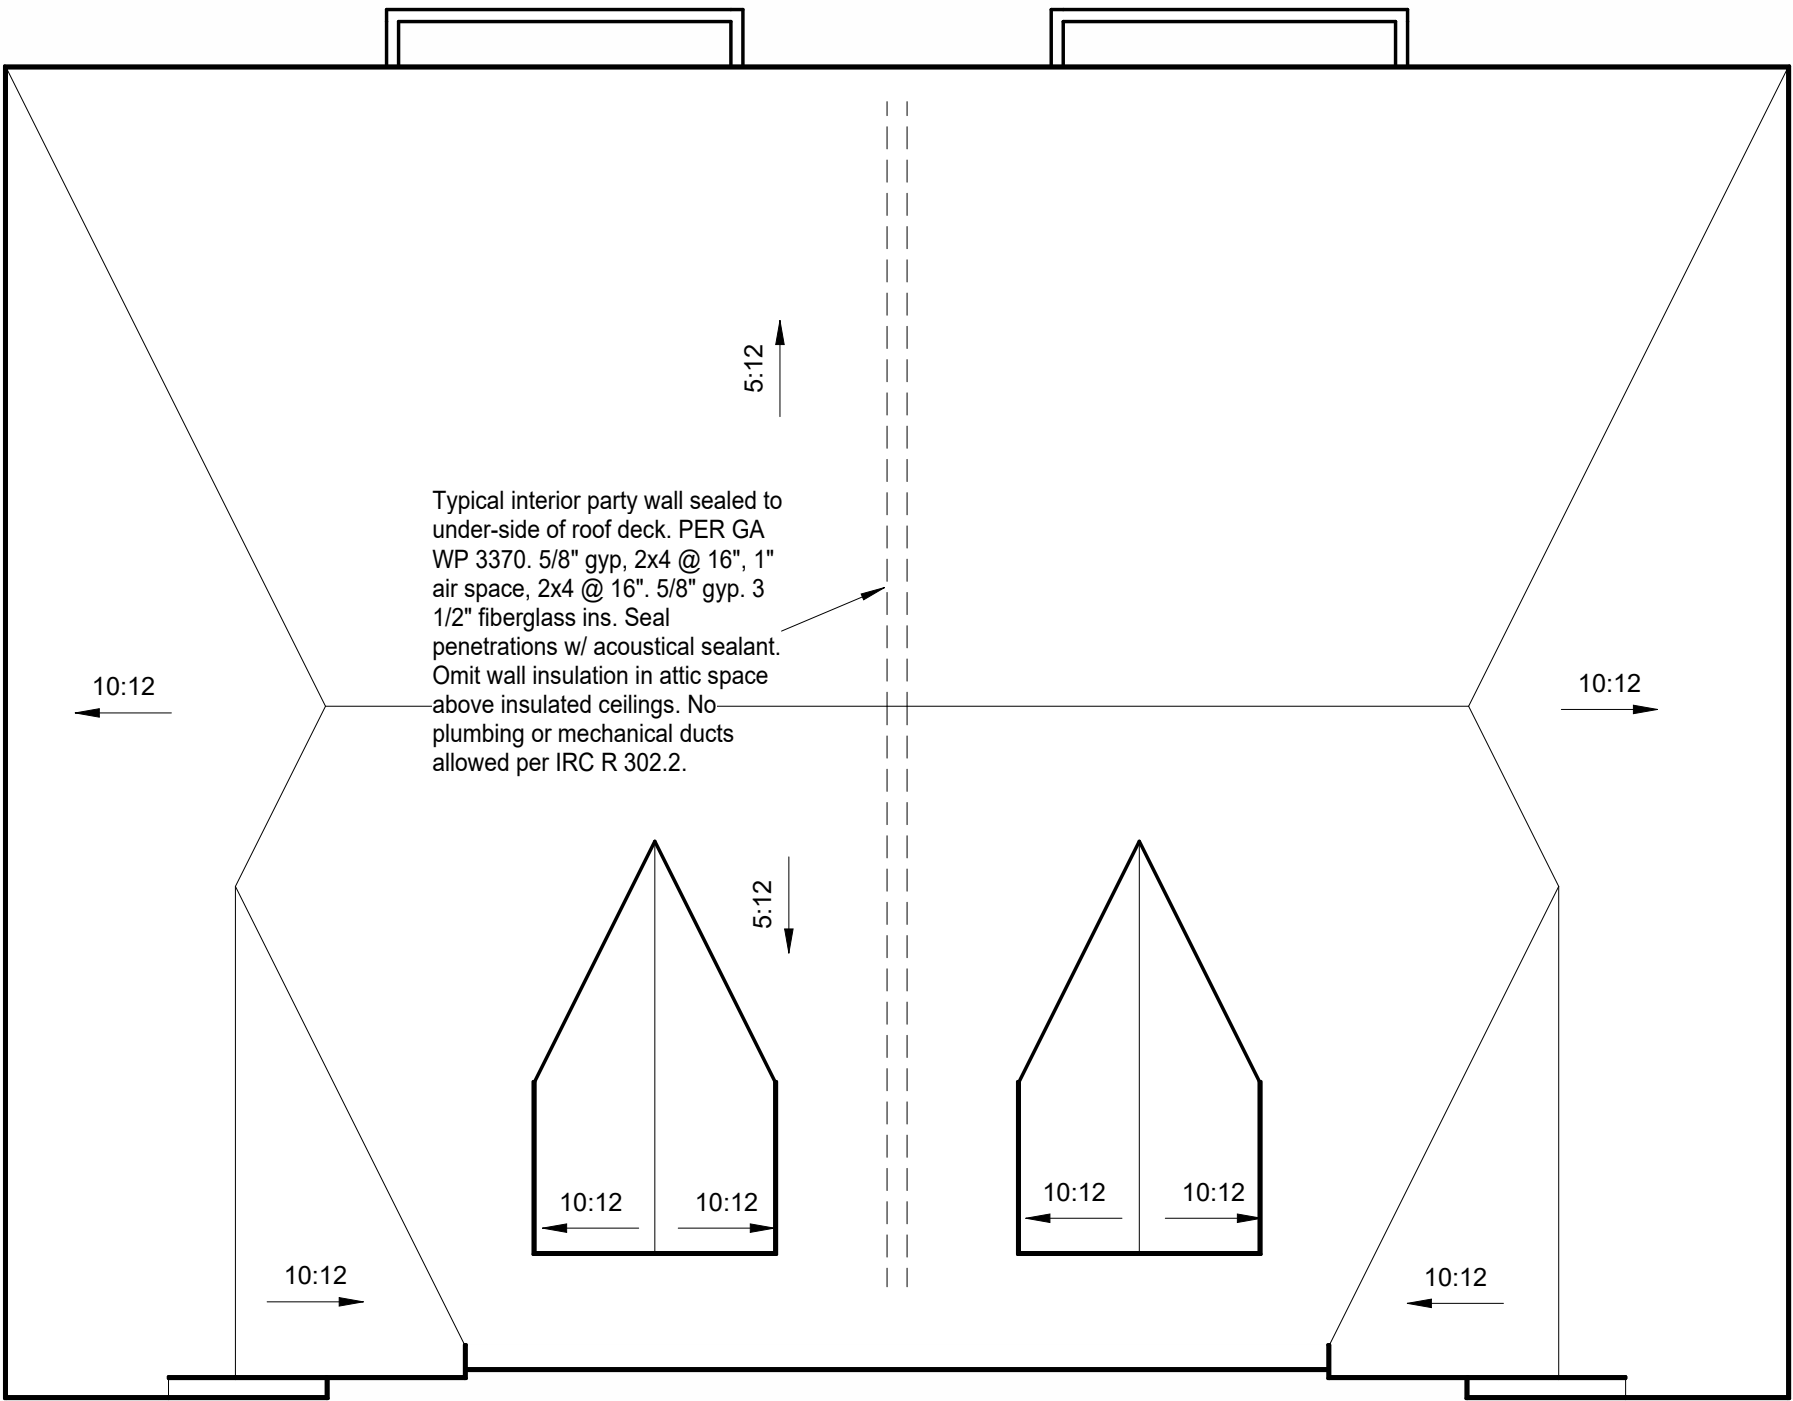 5:12
Typical interior party wall sealed to
under-side of roof deck. PER GA
WP 3370. 5/8" gyp, 2x4 @ 16", 1"
air space, 2x4 @ 16". 5/8" gyp. 3
1/2" fiberglass ins. Seal
penetrations w/ acoustical sealant.
Omit wall insulation in attic space
above insulated ceilings. No
plumbing or mechanical ducts
allowed per IRC R 302.2.
10:12
10:12
5:12
10:12
10:12
10:12
10:12
10:12
10:12